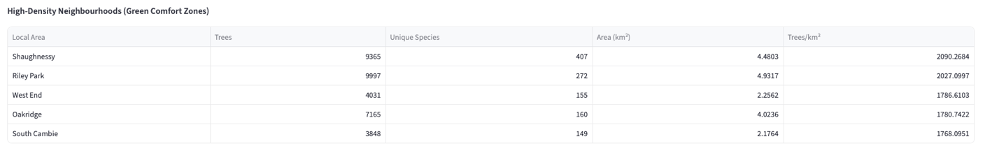 High-Density Neighbourhoods (Green Comfort Zones)
Local Area Trees Unique Species Area (km²) Trees/km²
Shaughnessy 9365 407 4.4803 2090.2684
Riley Park 9997 272 4.9317 2027.0997
West End 4031 155 2.2562 1786.6103
Oakridge 7165 160 4.0236 1780.7422
South Cambie 3848 149 2.1764 1768.0951